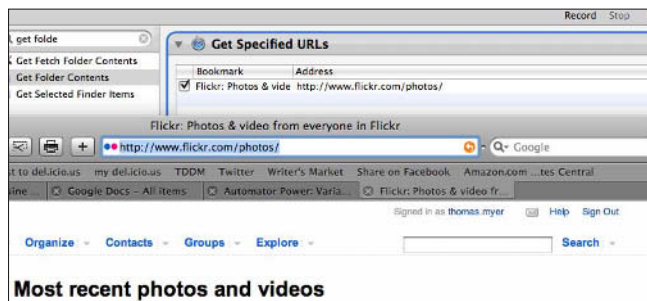 Record Stop
get folde
Get Specified URLs
Get Fetch Folder Contents
Bookmark Address
Get Folder Contents
Flickr: Photos & vide http://www.flickr.com/photos/
Get Selected Finder Items
Flickr: Photos & video from everyone in Flickr
http://www.flickr.com/photos/
Google
st to del.icio.us my del.icio.us TDDM Twitter Writer's Market Share on Facebook Amazon.com ...tes Central
ine ... Google Docs – All items Automator Power: Varia... Flickr: Photos & video fr...
Signed in as thomas.myer Help Sign Out
Organize Contacts Groups Explore Search
Most recent photos and videos